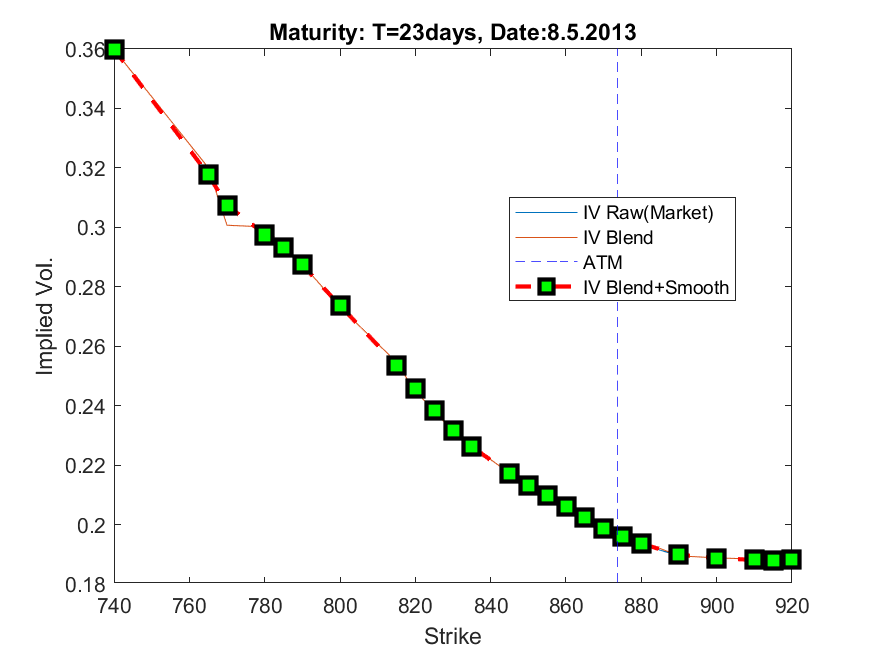 Maturity: T=23days, Date:8.5.2013
Implied Vol.
0.36
0.34
0.32
0.3
0.28
0.26
0.24
0.22
0.2
0.18
IV Raw(Market)
IV Blend
ATM
IV Blend+Smooth
740
760
780
800
820
840
860
880
900
920
Strike